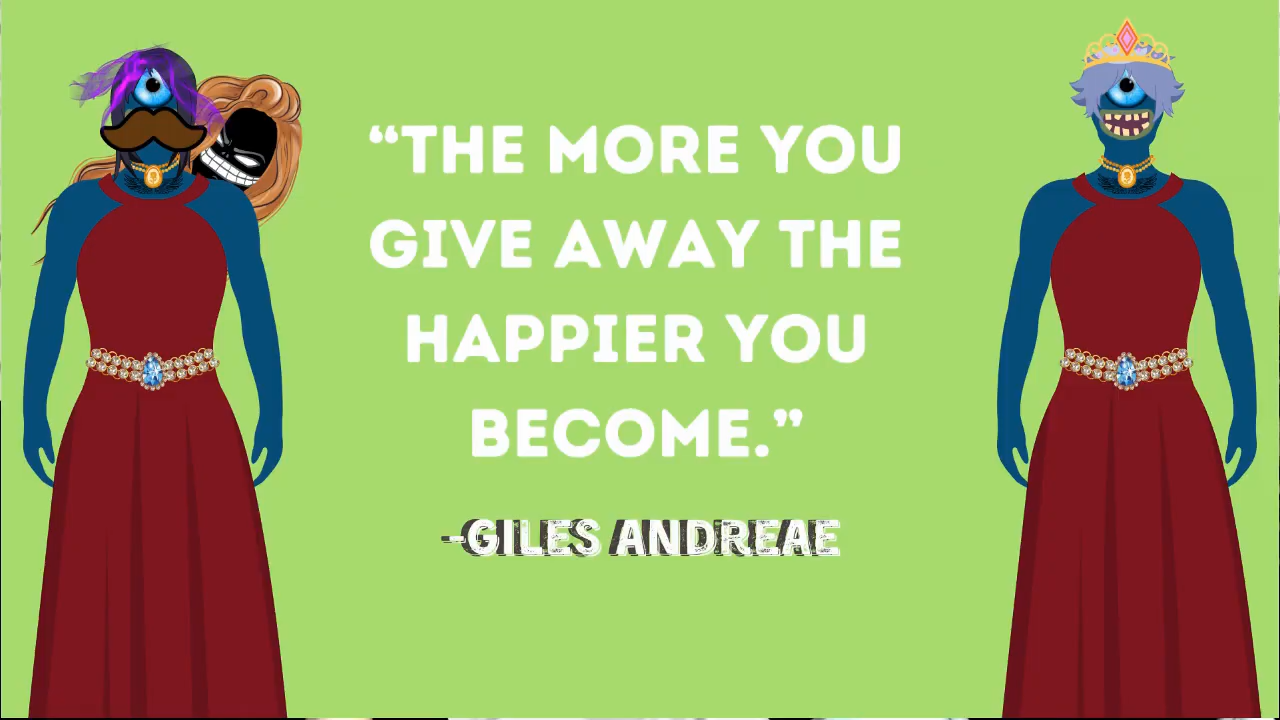 “THE MORE YOU
GIVE AWAY THE
HAPPIER YOU
BECOME.”
-GILES ANDREAE